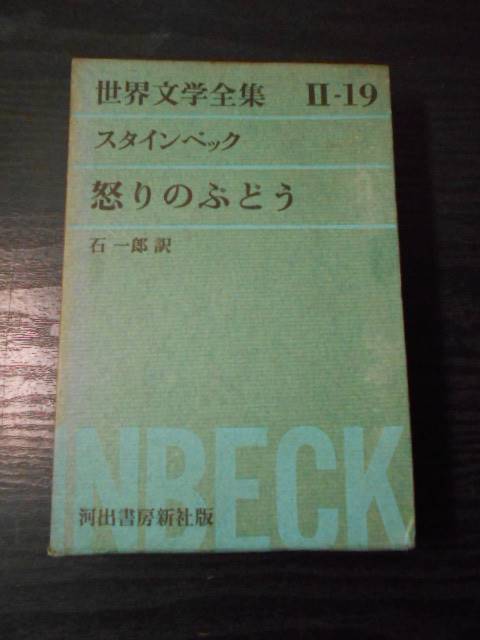 世界文学全集 II-19
スタインベック
怒りのぶどう
石 一郎 訳
NBECK
河出書房新社版